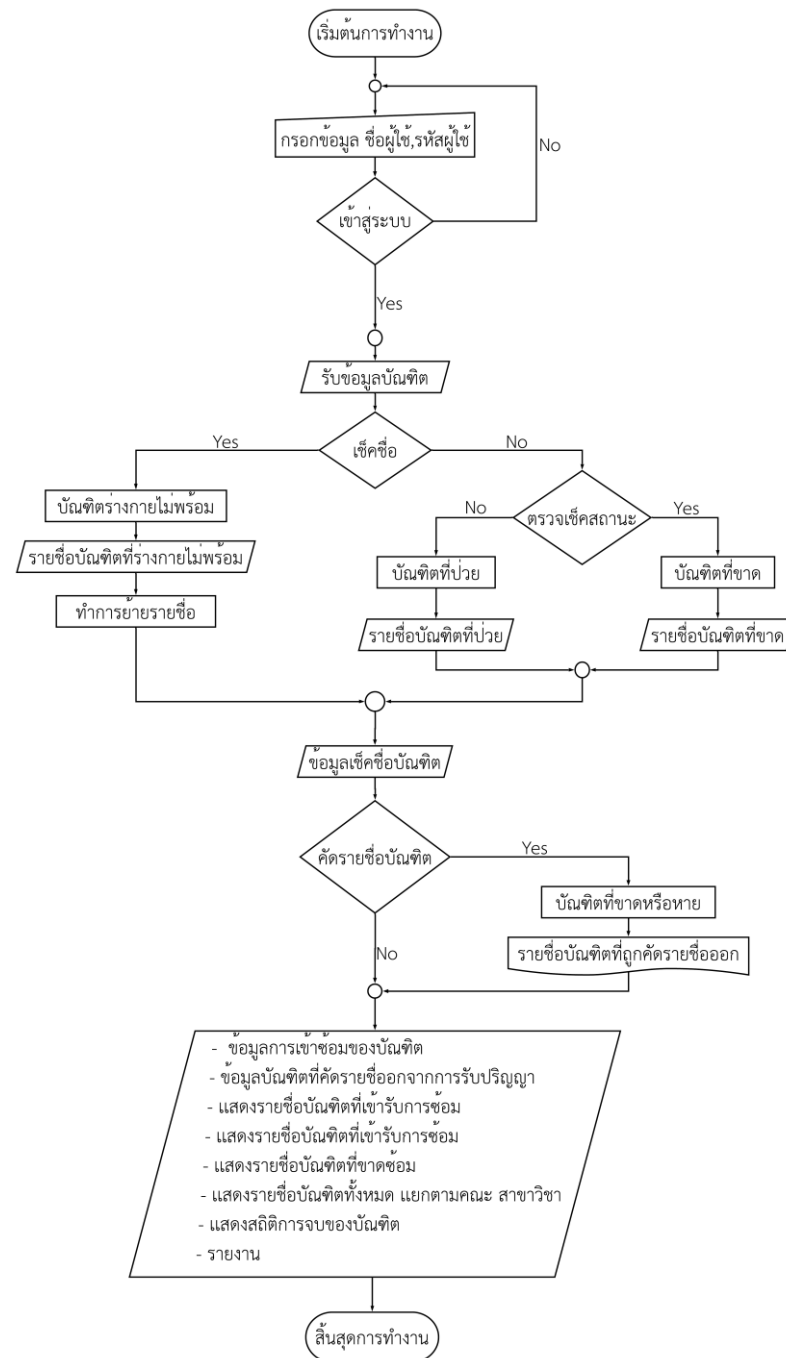 เริ่มต้นการทำงาน
กรอกข้อมูล ชื่อผู้ใช้,รหัสผู้ใช้
No
เข้าสู่ระบบ
Yes
รับข้อมูลบัณฑิต
Yes
เช็คชื่อ
No
บัณฑิตร่างกายไม่พร้อม
No
ตรวจเช็คสถานะ
Yes
รายชื่อบัณฑิตที่ร่างกายไม่พร้อม
บัณฑิตที่ป่วย
บัณฑิตที่ขาด
ทำการย้ายรายชื่อ
รายชื่อบัณฑิตที่ป่วย
รายชื่อบัณฑิตที่ขาด
ข้อมูลเช็คชื่อบัณฑิต
คัดรายชื่อบัณฑิต
Yes
บัณฑิตที่ขาดหรือหาย
รายชื่อบัณฑิตที่ถูกคัดรายชื่อออก
No
- ข้อมูลการเข้าซ้อมของบัณฑิต
- ข้อมูลบัณฑิตที่คัดรายชื่ออกจากการรับปริญญา
- แสดงรายชื่อบัณฑิตที่เข้ารับการซ้อม
- แสดงรายชื่อบัณฑิตที่เข้ารับการซ้อม
- แสดงรายชื่อบัณฑิตที่ขาดซ้อม
- แสดงรายชื่อบัณฑิตทั้งหมด แยกตามคณะ สาขาวิชา
- แสดงสถิติการจบของบัณฑิต
- รายงาน
สิ้นสุดการทำงาน